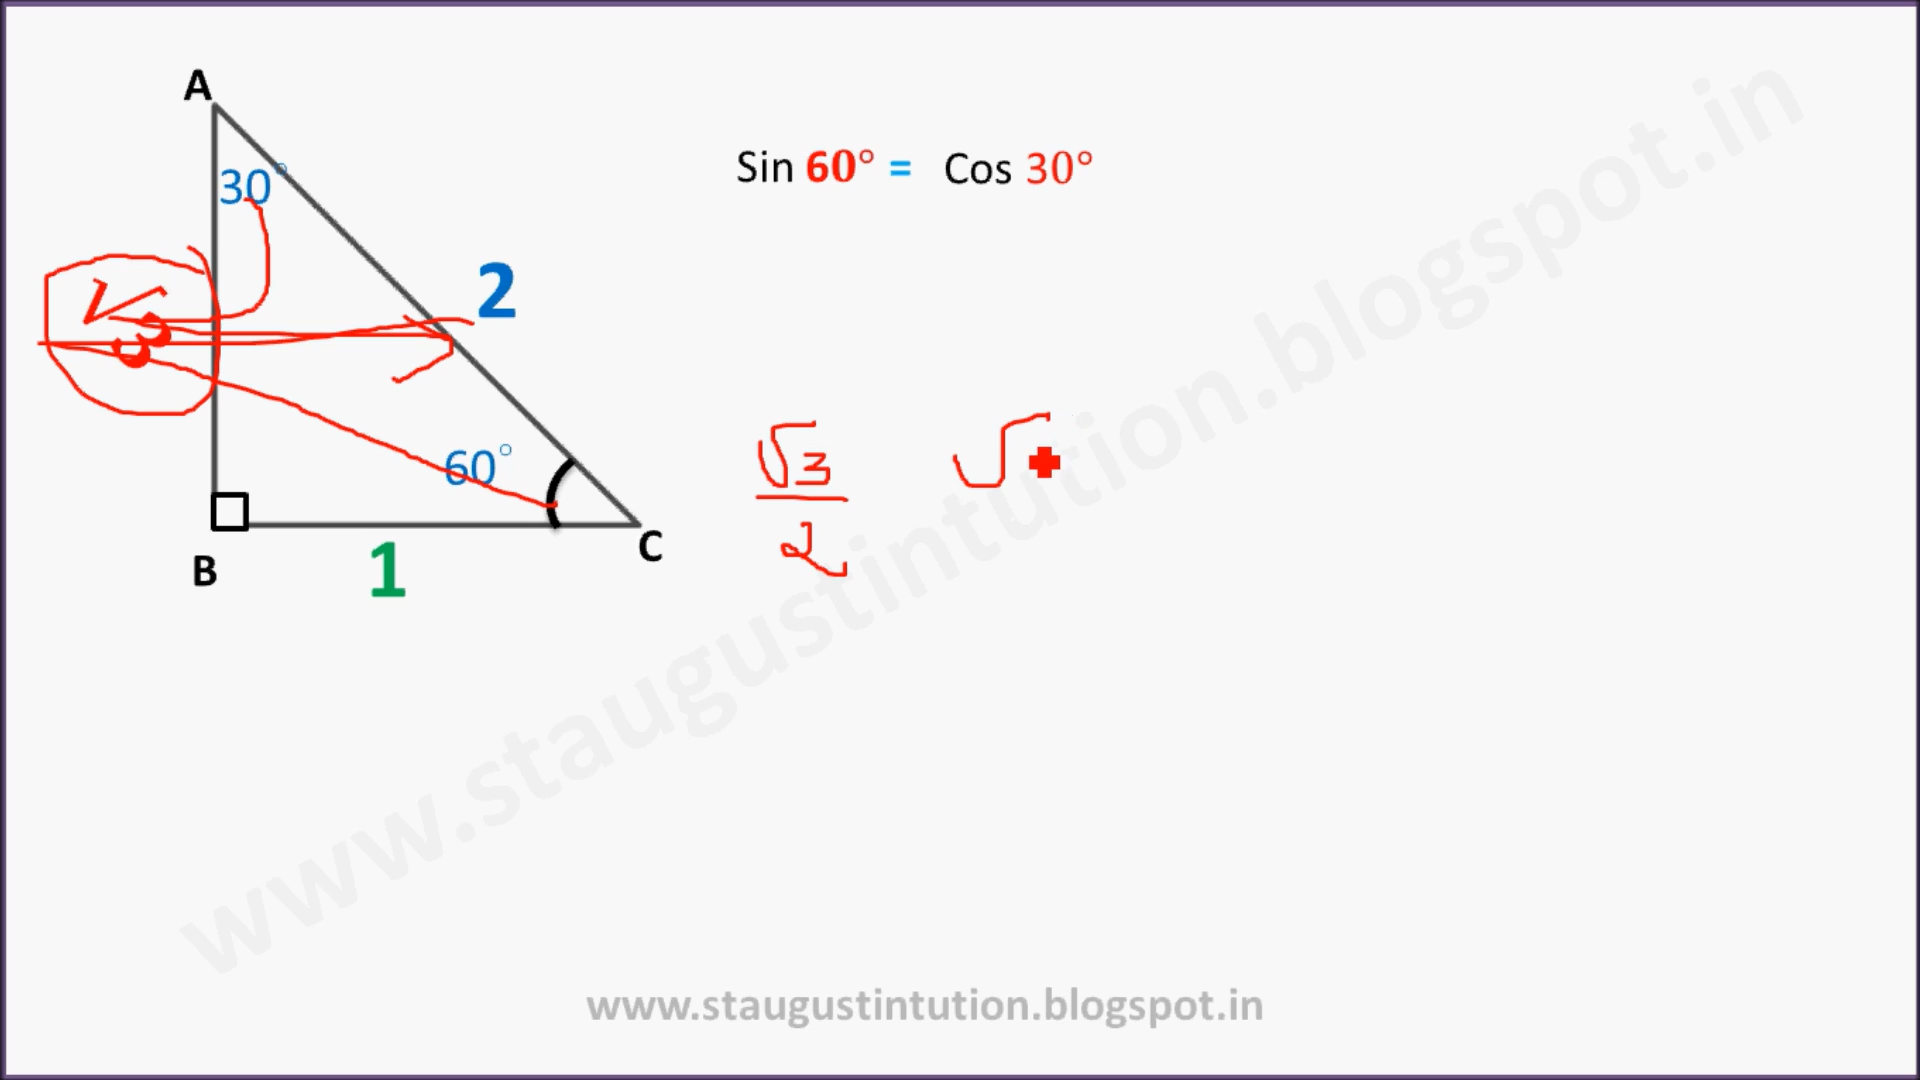 A
30°
Sin 60° = Cos 30°
√3
2
60°
√3
2
√
B
1
C
www.staugustintution.blogspot.in
www.staugustintution.blogspot.in